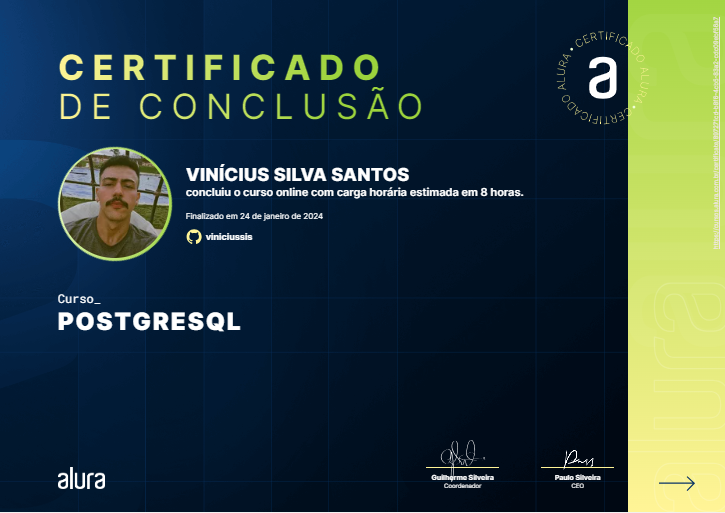 CERTIFICADO
DE CONCLUSÃO
CERTIFICADO ALURA • CERTIFICADO ALURA •
a
VINÍCIUS SILVA SANTOS
concluiu o curso online com carga horária estimada em 8 horas.
Finalizado em 24 de janeiro de 2024
viniciussis
Curso_
POSTGRESQL
alura
Guilherme Silveira
Coordenador
Paulo Silveira
CEO
alura